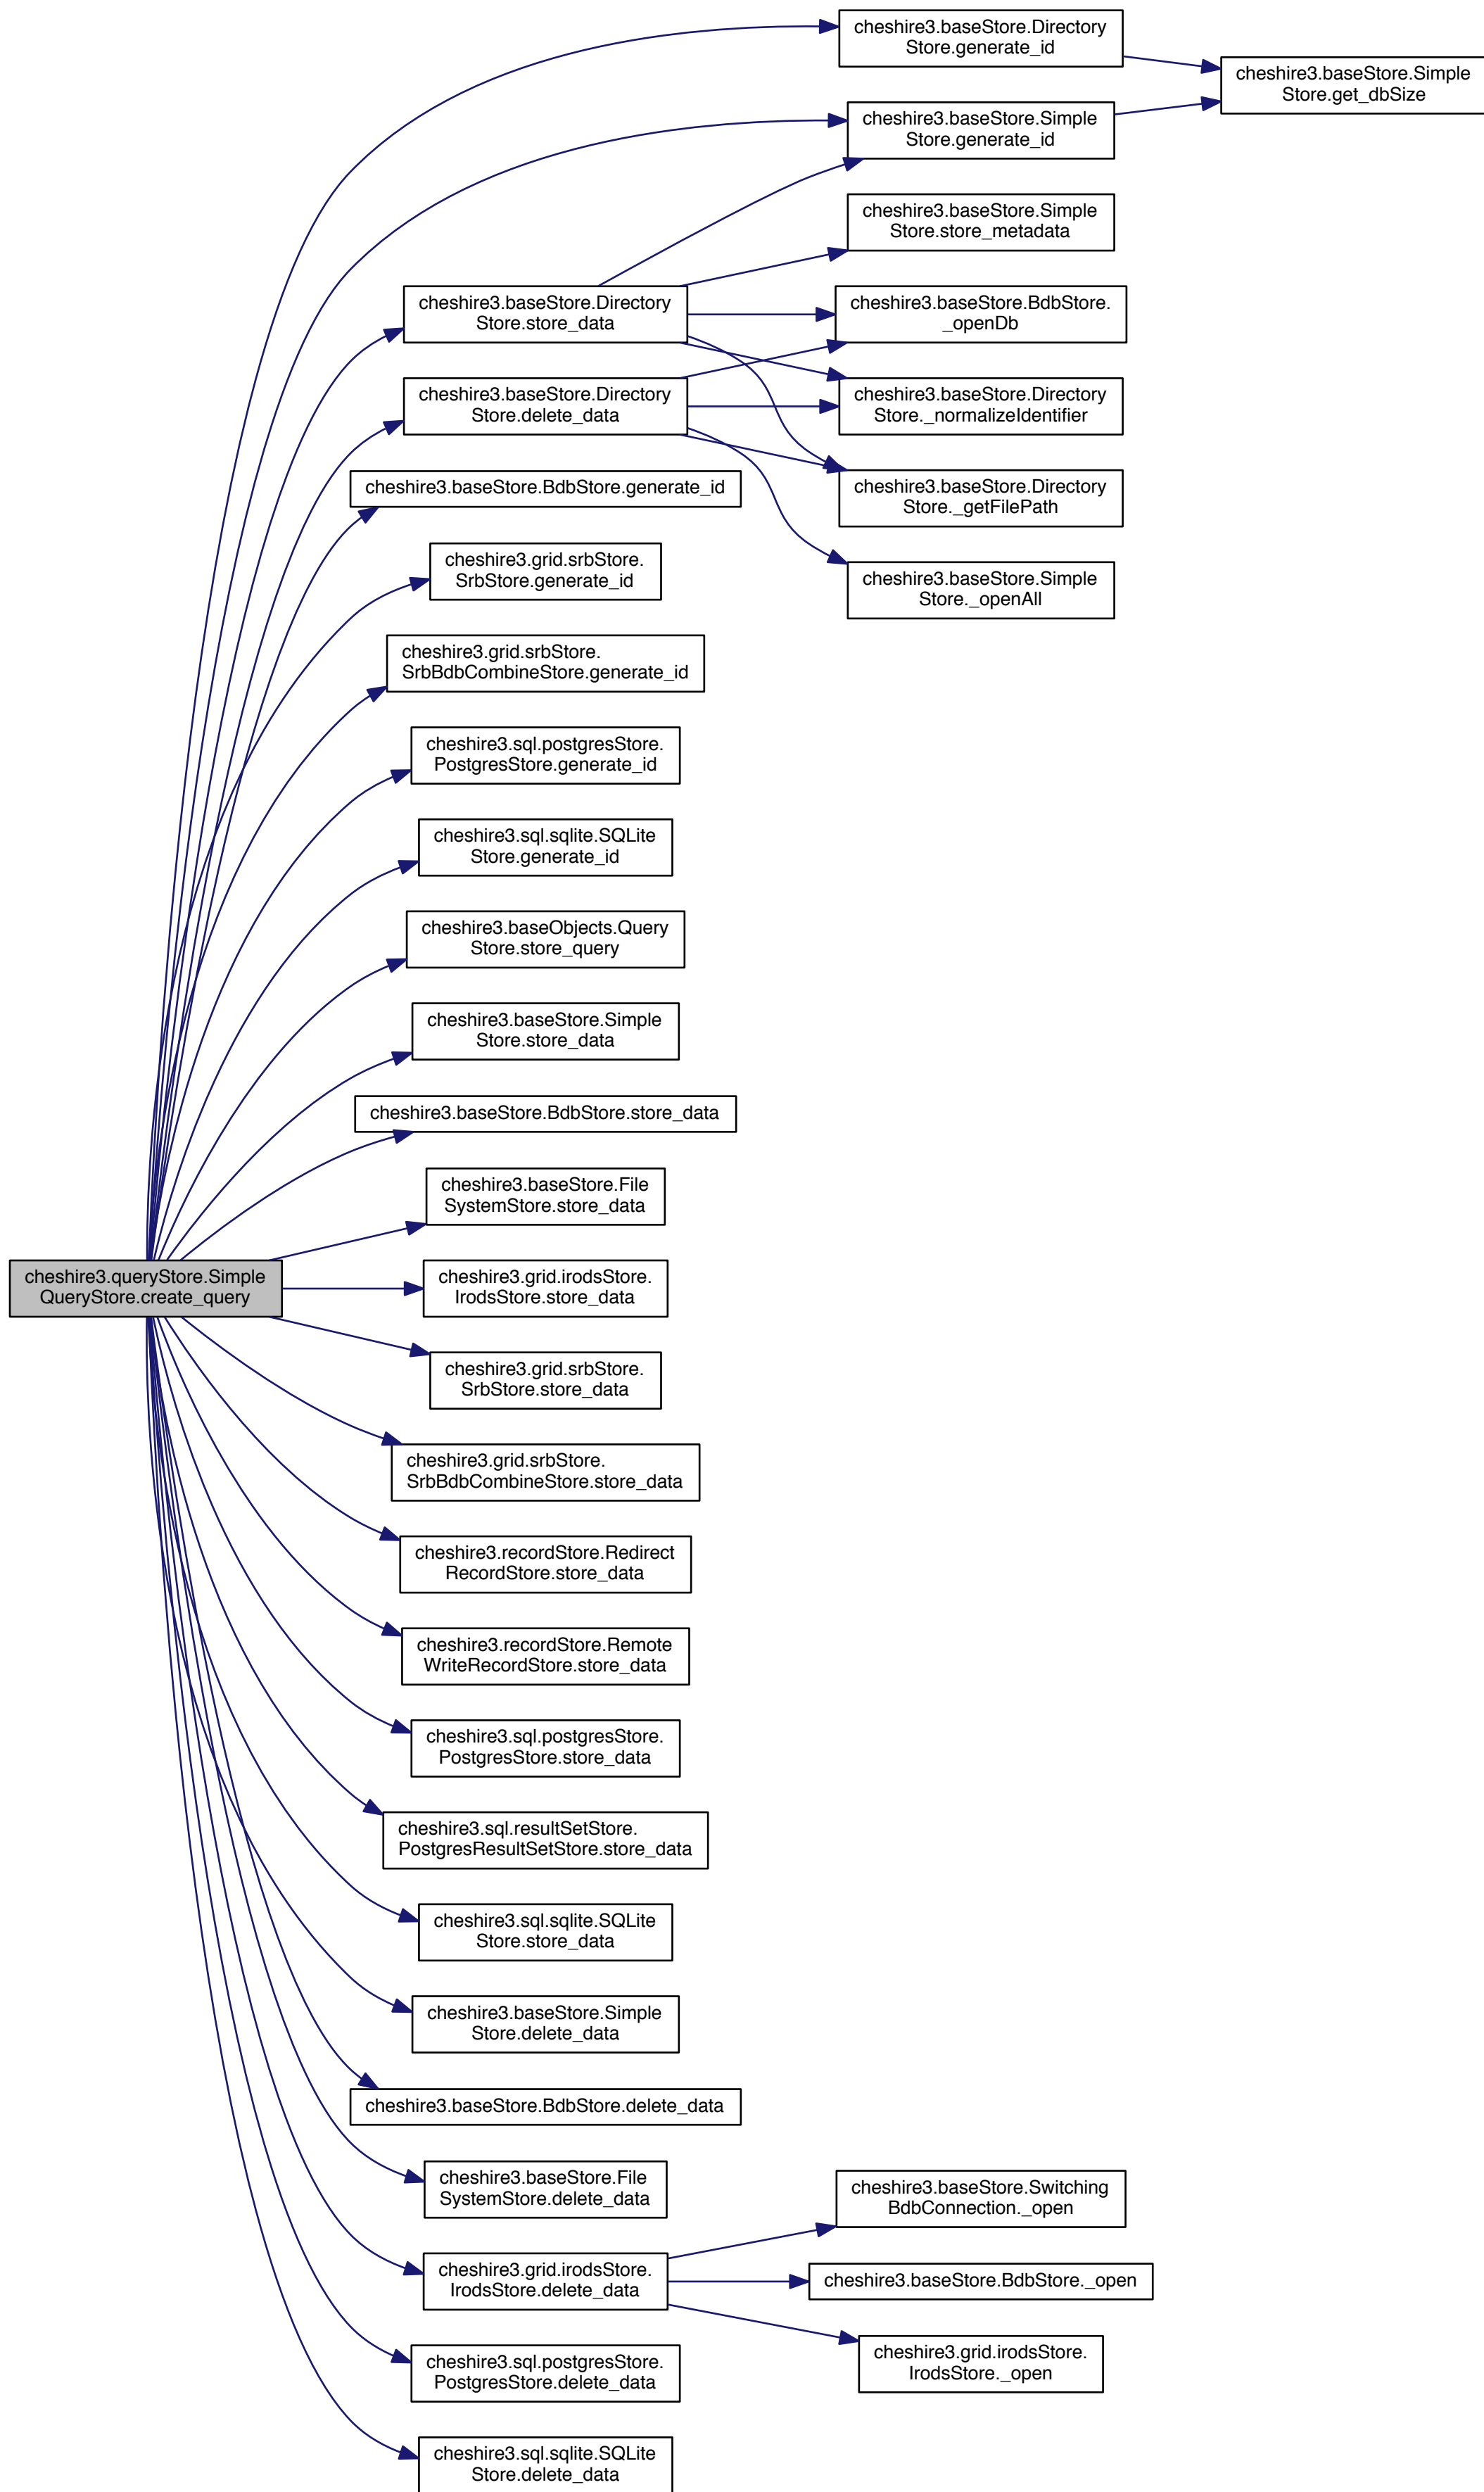 cheshire3.baseStore.Directory
Store.generate_id
cheshire3.baseStore.Simple
Store.get_dbSize
cheshire3.baseStore.Simple
Store.generate_id
cheshire3.baseStore.Simple
Store.store_metadata
cheshire3.baseStore.Directory
Store.store_data
cheshire3.baseStore.BdbStore.
_openDb
cheshire3.baseStore.Directory
Store.delete_data
cheshire3.baseStore.Directory
Store._normalizeIdentifier
cheshire3.baseStore.BdbStore.generate_id
cheshire3.baseStore.Directory
Store._getFilePath
cheshire3.grid.srbStore.
SrbStore.generate_id
cheshire3.baseStore.Simple
Store._openAll
cheshire3.grid.srbStore.
SrbBdbCombineStore.generate_id
cheshire3.sql.postgresStore.
PostgresStore.generate_id
cheshire3.sql.sqlite.SQLite
Store.generate_id
cheshire3.baseObjects.Query
Store.store_query
cheshire3.baseStore.Simple
Store.store_data
cheshire3.baseStore.BdbStore.store_data
cheshire3.baseStore.File
SystemStore.store_data
cheshire3.queryStore.Simple
QueryStore.create_query
cheshire3.grid.irodsStore.
IrodsStore.store_data
cheshire3.grid.srbStore.
SrbStore.store_data
cheshire3.grid.srbStore.
SrbBdbCombineStore.store_data
cheshire3.recordStore.Redirect
RecordStore.store_data
cheshire3.recordStore.Remote
WriteRecordStore.store_data
cheshire3.sql.postgresStore.
PostgresStore.store_data
cheshire3.sql.resultSetStore.
PostgresResultSetStore.store_data
cheshire3.sql.sqlite.SQLite
Store.store_data
cheshire3.baseStore.Simple
Store.delete_data
cheshire3.baseStore.BdbStore.delete_data
cheshire3.baseStore.File
SystemStore.delete_data
cheshire3.baseStore.Switching
BdbConnection._open
cheshire3.grid.irodsStore.
IrodsStore.delete_data
cheshire3.baseStore.BdbStore._open
cheshire3.grid.irodsStore.
IrodsStore._open
cheshire3.sql.postgresStore.
PostgresStore.delete_data
cheshire3.sql.sqlite.SQLite
Store.delete_data